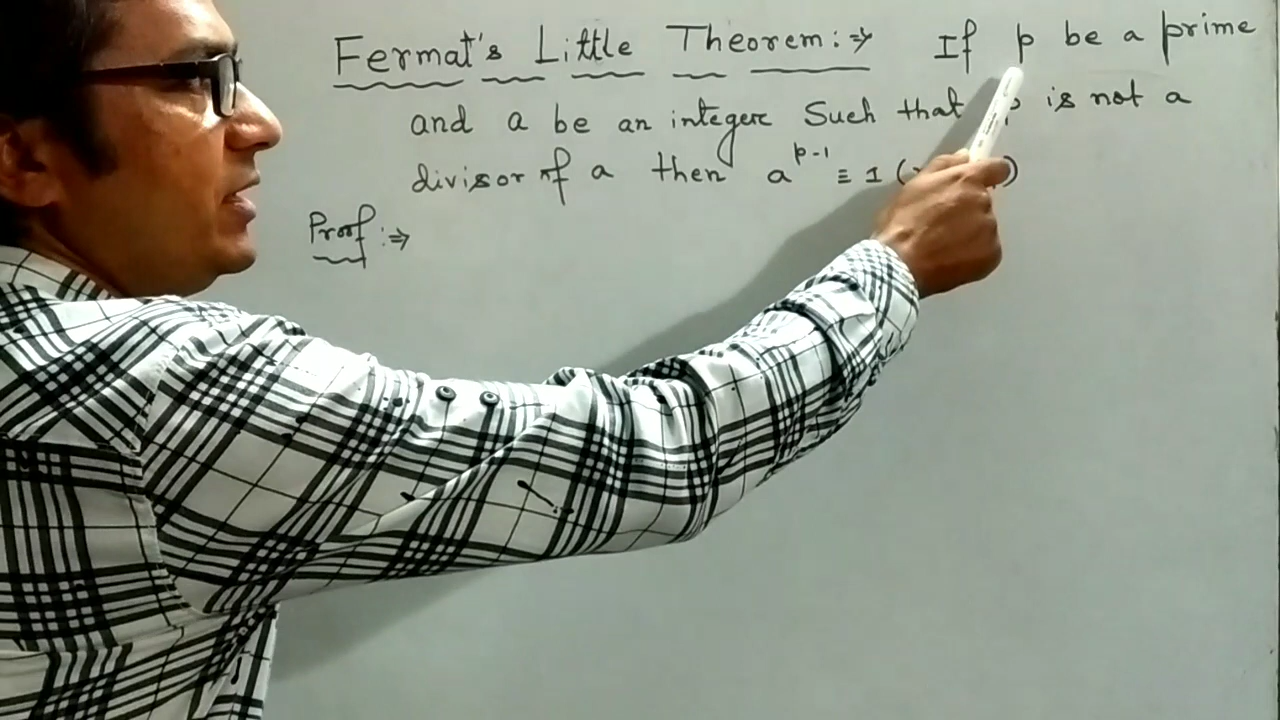 Fermat's Little Theorem :⇒ If p be a prime
and a be an integer Such that p is not a
divisor of a then a^{p-1} ≡ 1 ( )
Proof :⇒